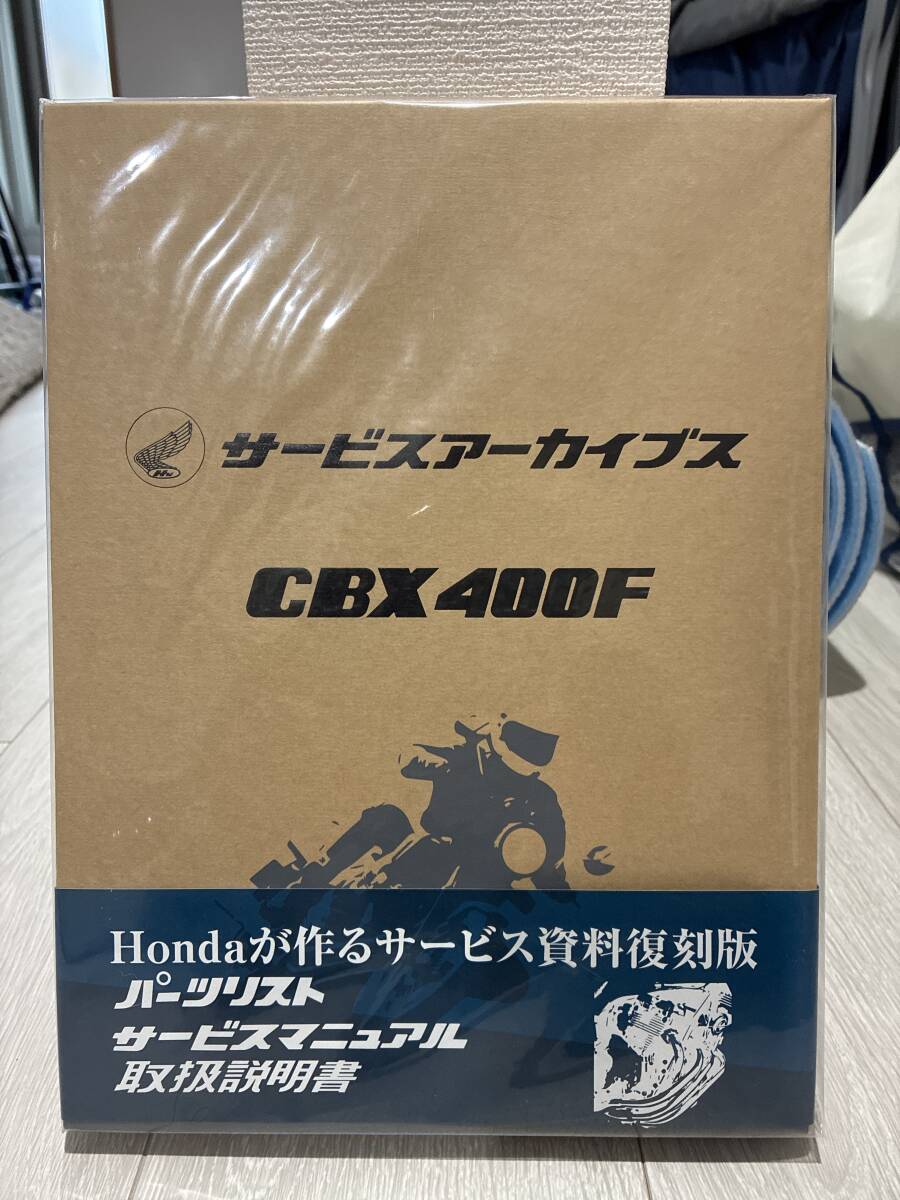 HM
サービスアーカイブス
CBX400F
Hondaが作るサービス資料復刻版
パーツリスト
サービスマニュアル
取扱説明書